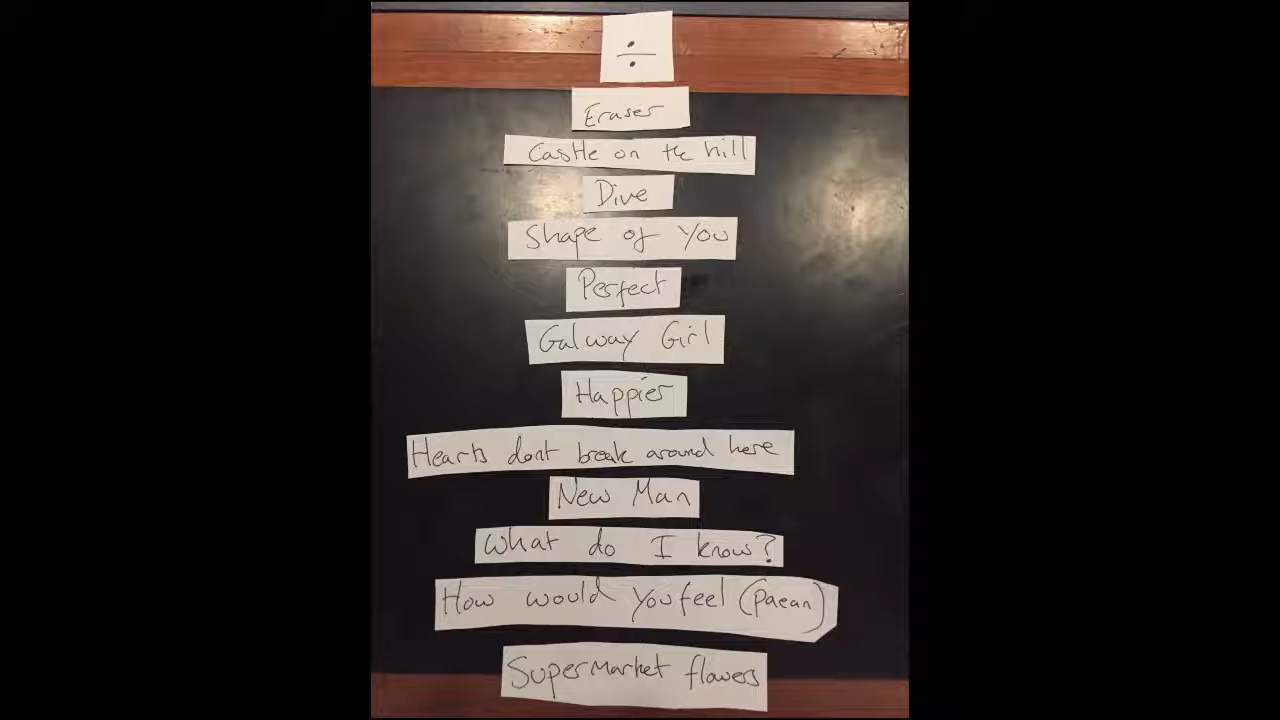 ÷
Eraser
Castle on the hill
Dive
Shape of You
Perfect
Galway Girl
Happier
Hearts dont break around here
New Man
What do I know?
How would you feel (paean)
Supermarket flowers